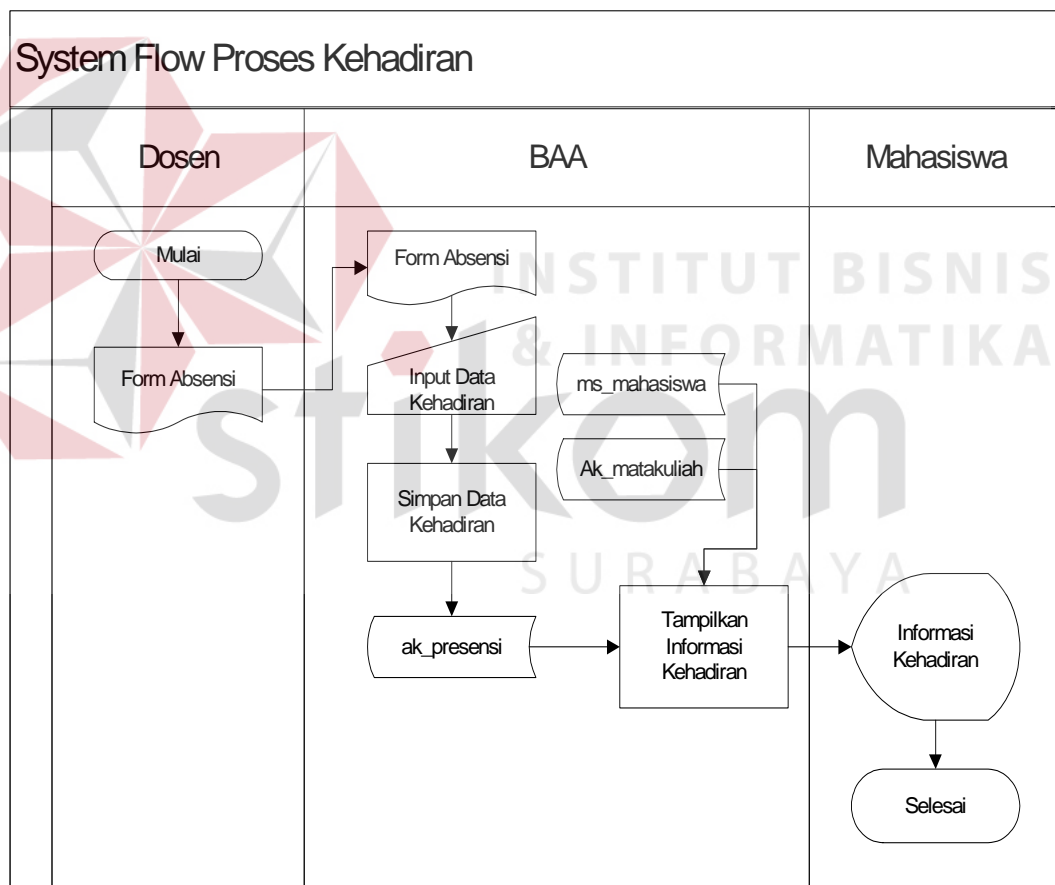 System Flow Proses Kehadiran
Dosen
BAA
Mahasiswa
Mulai
Form Absensi
Form Absensi
Input Data
Kehadiran
Simpan Data
Kehadiran
ak_presensi
ms_mahasiswa
Ak_matakuliah
Tampilkan
Informasi
Kehadiran
Informasi
Kehadiran
Selesai
INSTITUT BISNIS
& INFORMATIKA
stikom
SURABAYA